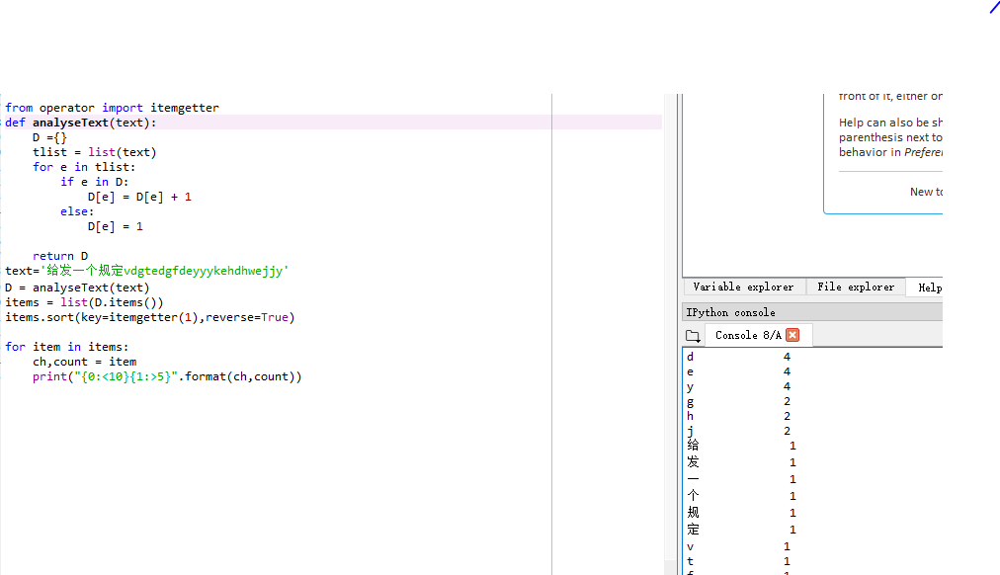 from operator import itemgetter
def analyseText(text):
    D ={}
    tlist = list(text)
    for e in tlist:
        if e in D:
            D[e] = D[e] + 1
        else:
            D[e] = 1
    return D
text='给发一个规定vdgtedgfdeyyykehdhwejjy'
D = analyseText(text)
items = list(D.items())
items.sort(key=itemgetter(1),reverse=True)
for item in items:
    ch,count = item
    print("{0:<10}{1:>5}".format(ch,count))
front of it, either on
Help can also be sh
parenthesis next to
behavior in Preferen
New to
Variable explorer File explorer Help
IPython console
Console 8/A
d 4
e 4
y 4
g 2
h 2
j 2
给 1
发 1
一 1
个 1
规 1
定 1
v 1
t 1